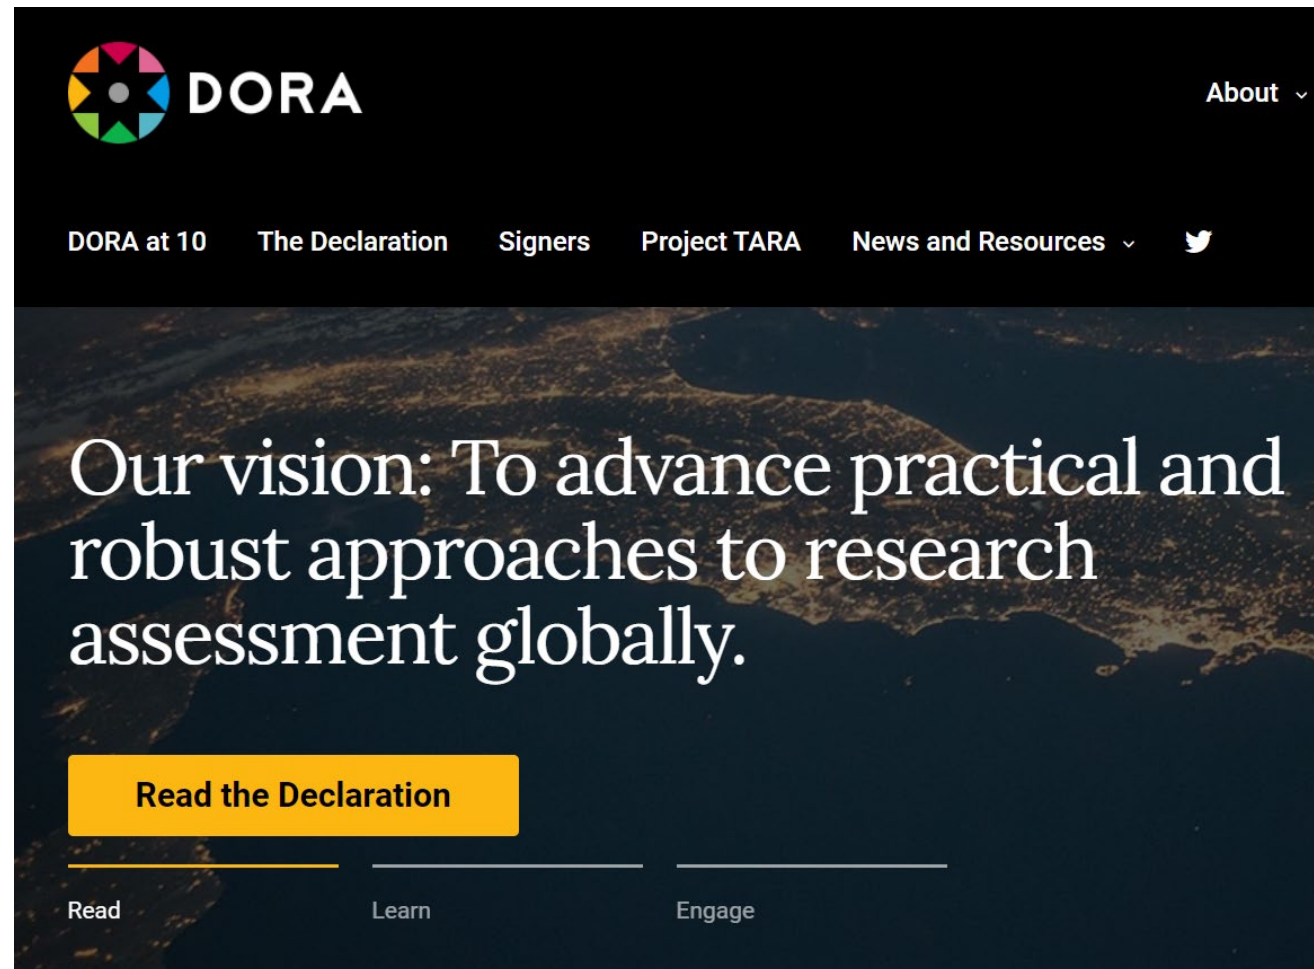 DORA
About
DORA at 10 The Declaration Signers Project TARA News and Resources
Our vision: To advance practical and
robust approaches to research
assessment globally.
Read the Declaration
Read Learn Engage